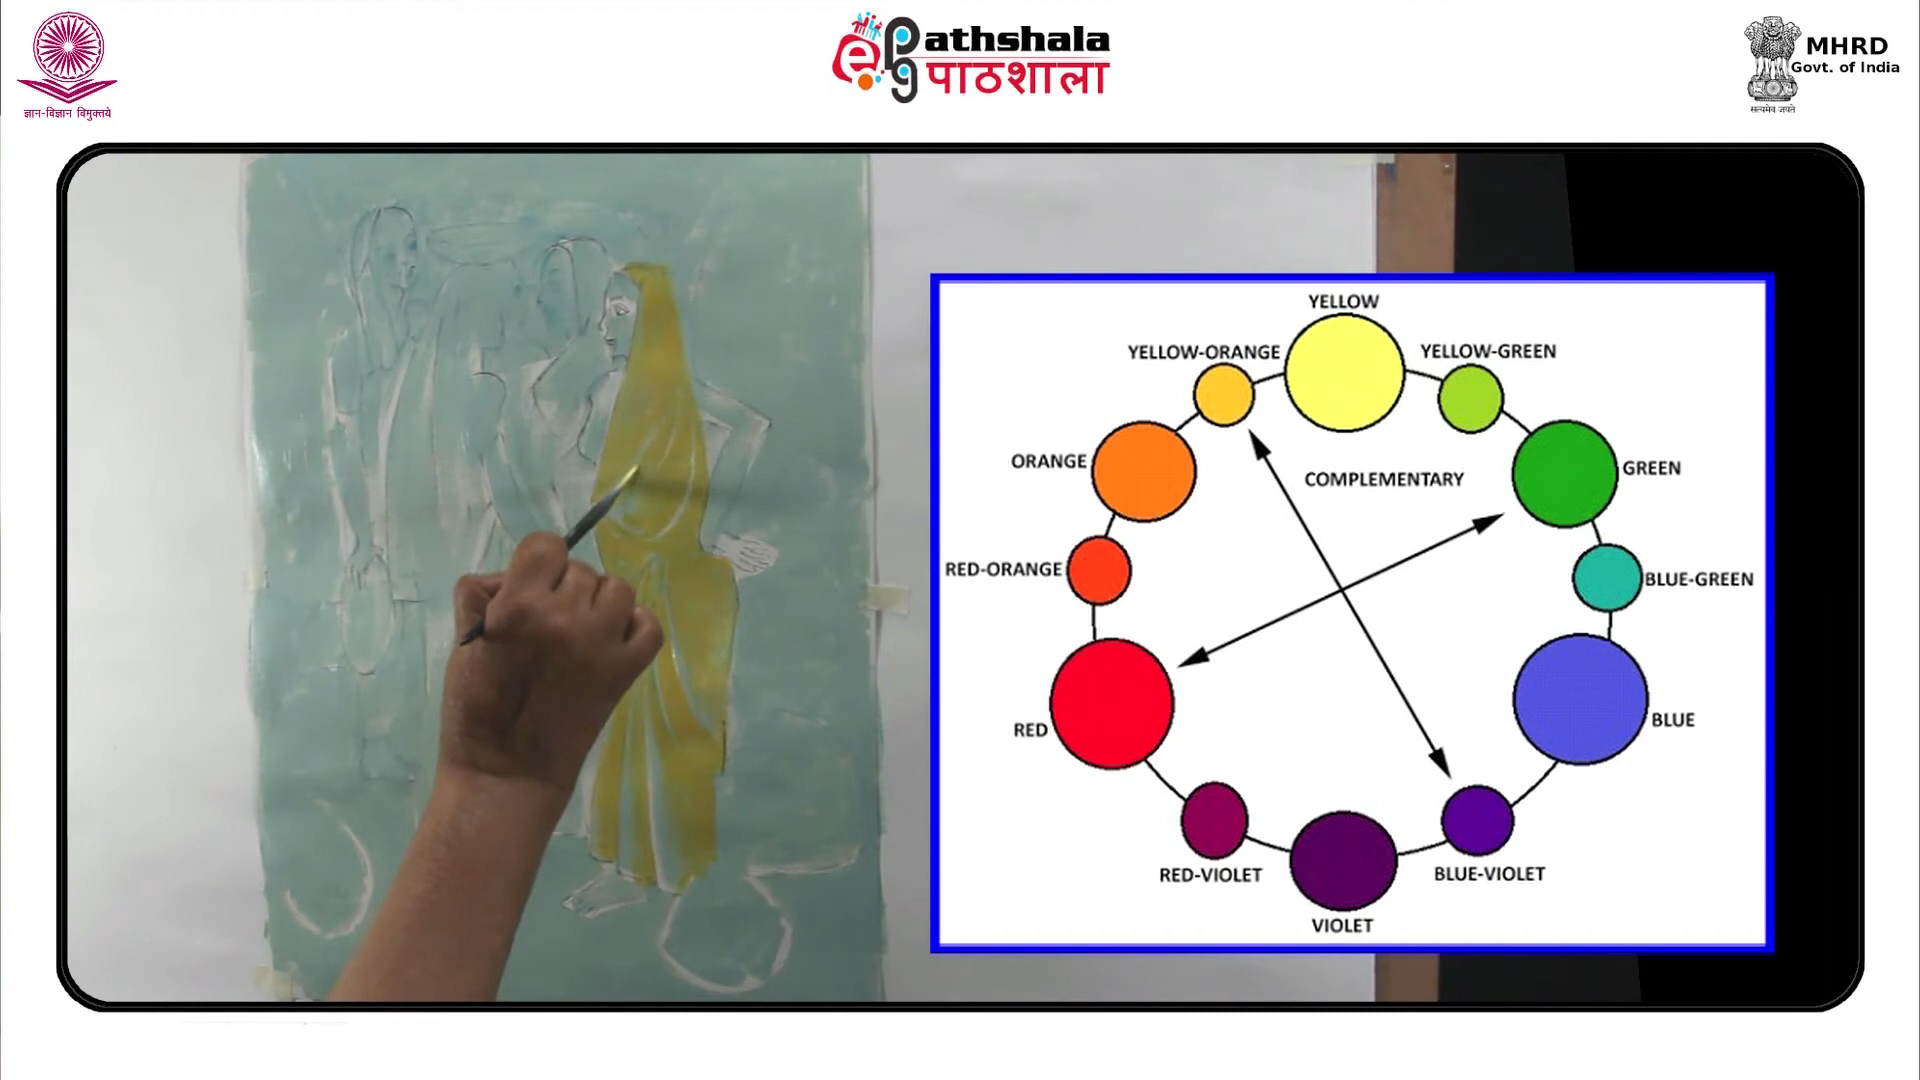 ज्ञान-विज्ञान विमुक्तये
ePG Pathshala
पाठशाला
MHRD
Govt. of India
सत्यमेव जयते
YELLOW
YELLOW-ORANGE
YELLOW-GREEN
ORANGE
COMPLEMENTARY
GREEN
RED-ORANGE
BLUE-GREEN
RED
BLUE
RED-VIOLET
BLUE-VIOLET
VIOLET